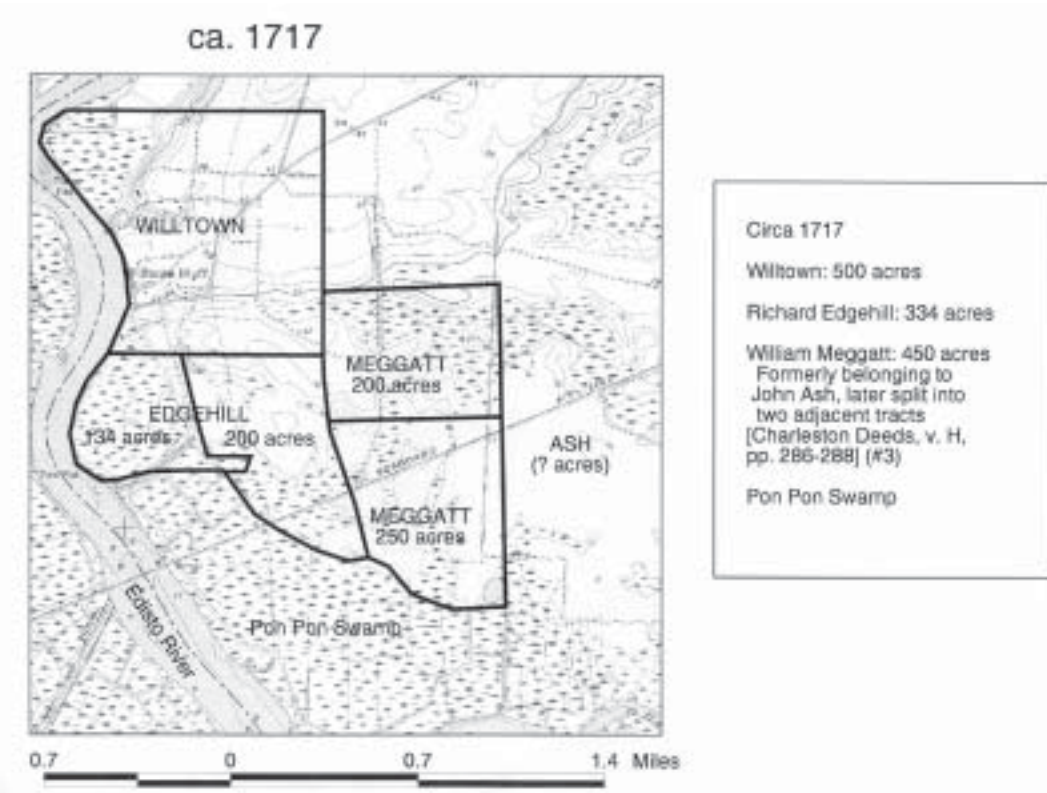 ca. 1717
WILLTOWN
MEGGATT
200 acres
EDGEHILL
134 acres
200 acres
ASH
(? acres)
MEGGATT
250 acres
Pon Pon Swamp
Edisto River
0.7 0 0.7 1.4 Miles
Circa 1717
Willtown: 500 acres
Richard Edgehill: 334 acres
William Meggatt: 450 acres
Formerly belonging to
John Ash, later split into
two adjacent tracts
[Charleston Deeds, v. H,
pp. 286-288] (#3)
Pon Pon Swamp